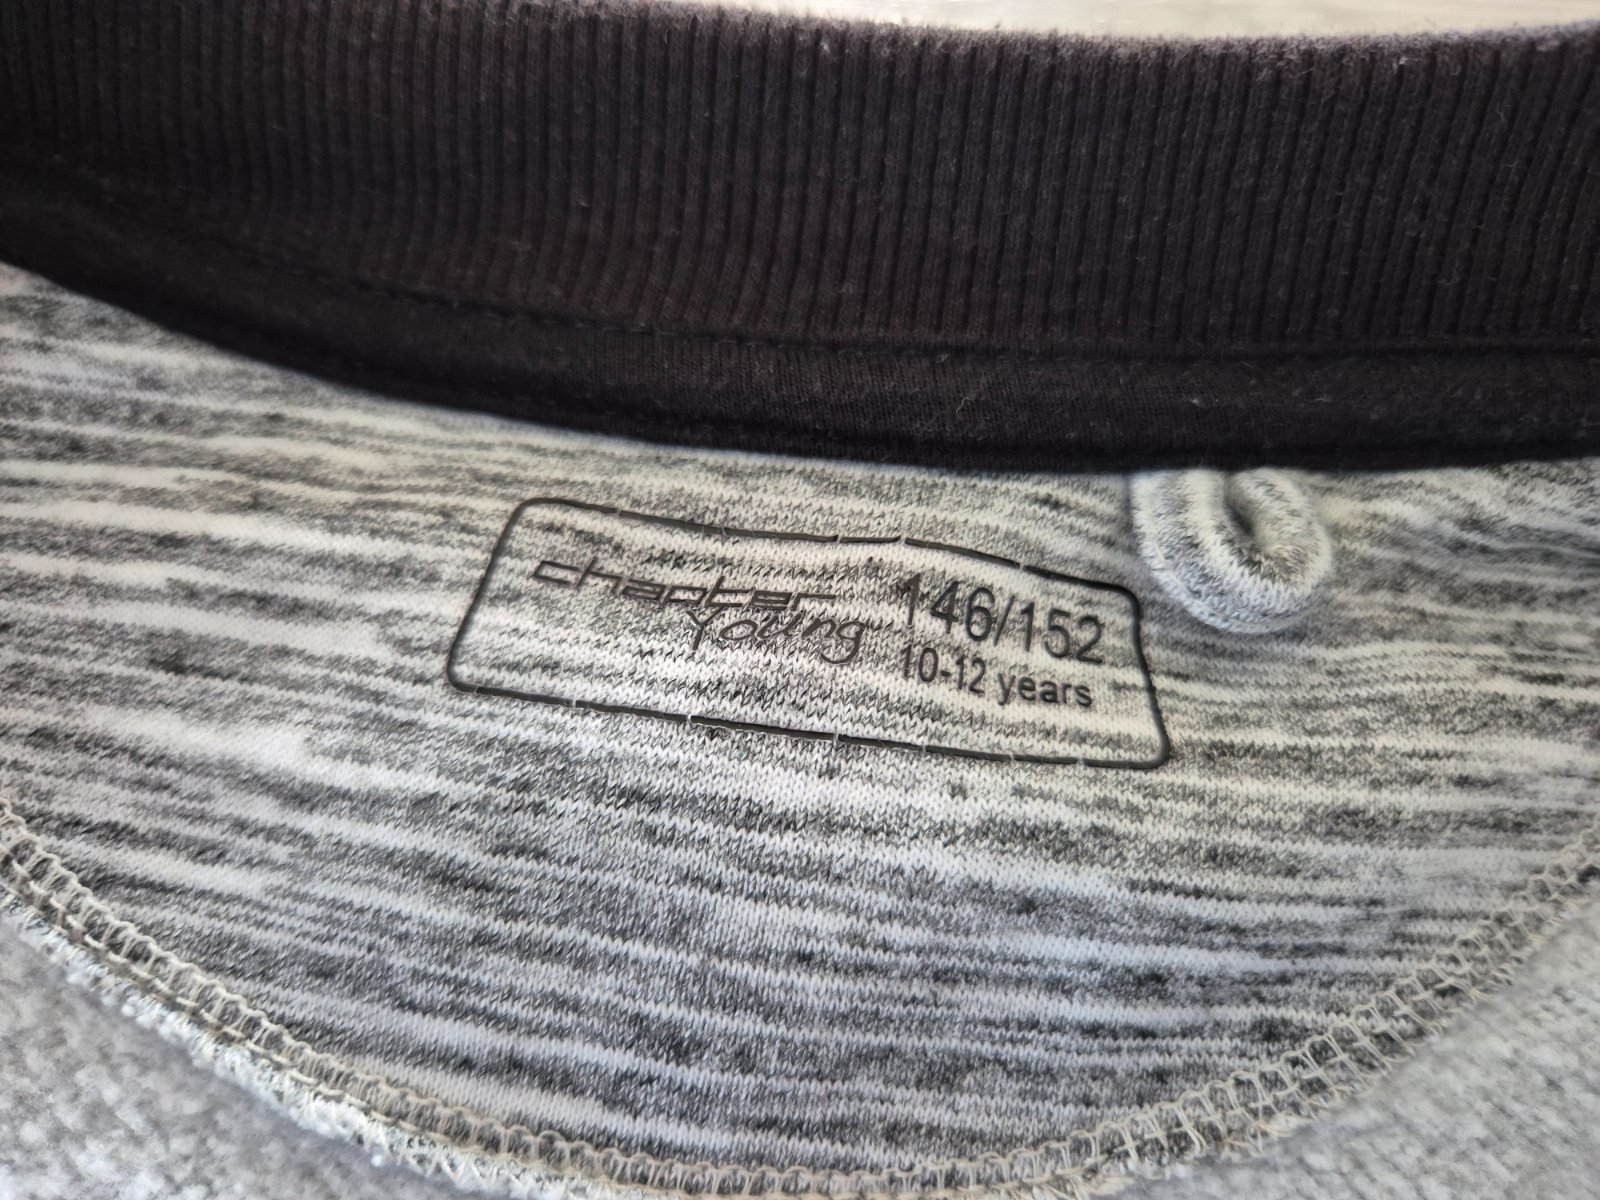 chapter
Young
146/152
10-12 years